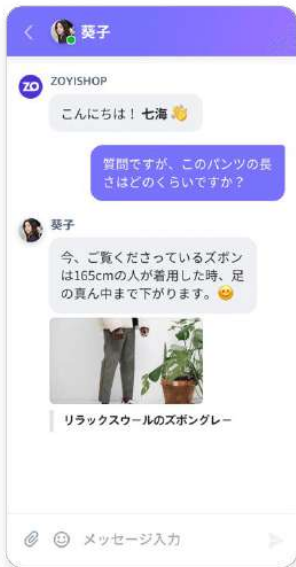 葵子
ZO
ZOYISHOP
こんにちは！七海👋
質問ですが、このパンツの長
さはどのくらいですか？
葵子
今、ご覧くださっているズボン
は165cmの人が着用した時、足
の真ん中まで下がります。😊
リラックスウールのズボングレー
メッセージ入力